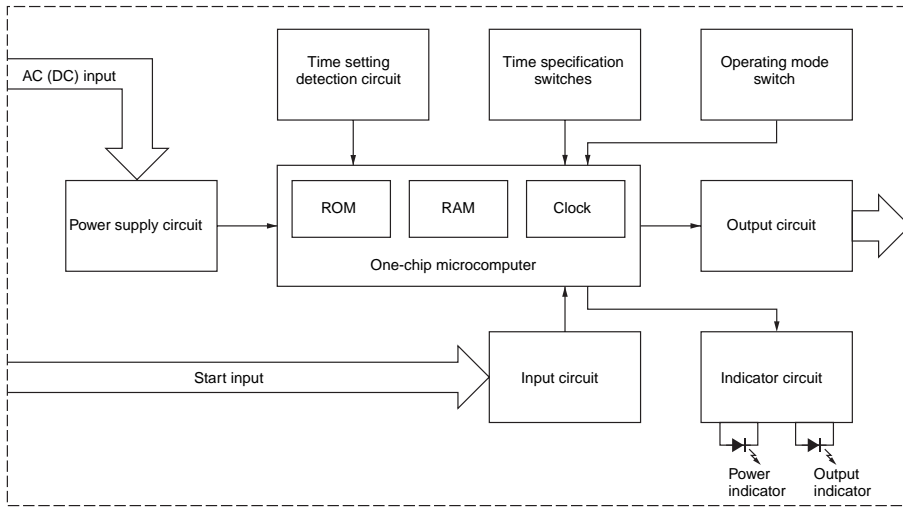 AC (DC) input
Time setting
detection circuit
Time specification
switches
Operating mode
switch
Power supply circuit
ROM
RAM
Clock
One-chip microcomputer
Output circuit
Start input
Input circuit
Indicator circuit
Power
indicator
Output
indicator